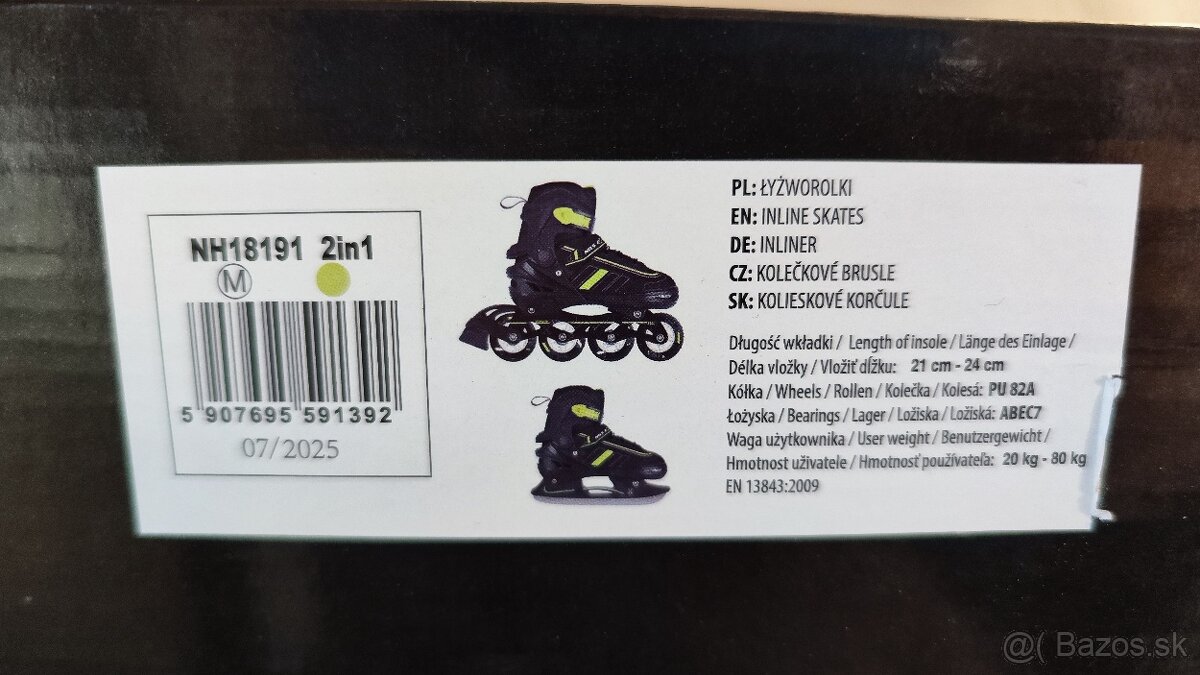 NH18191 2in1
M
5 907695 591392
07/2025
PL: ŁYŻWOROLKI
EN: INLINE SKATES
DE: INLINER
CZ: KOLEČKOVÉ BRUSLE
SK: KOLIESKOVÉ KORČULE
Długość wkładki / Length of insole / Länge des Einlage /
Délka vložky / Vložiť dĺžku: 21 cm - 24 cm
Kółka / Wheels / Rollen / Kolečka / Kolesá: PU 82A
Łożyska / Bearings / Lager / Ložiska / Ložiská: ABEC7
Waga użytkownika / User weight / Benutzergewicht /
Hmotnost uživatele / Hmotnosť používateľa: 20 kg - 80 kg
EN 13843:2009
@( Bazos.sk